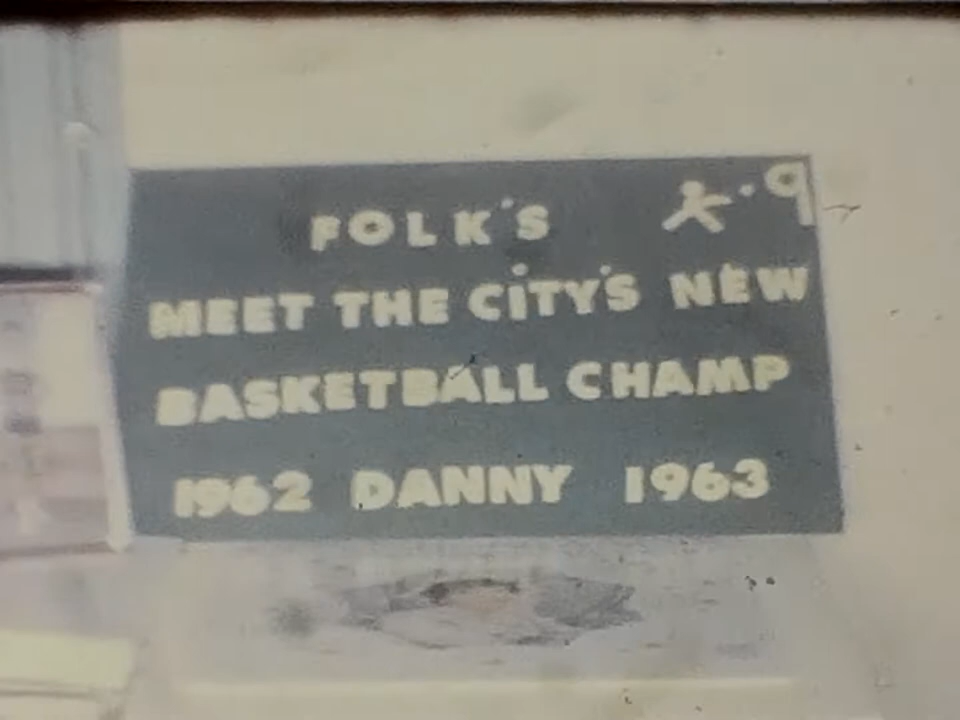 FOLK'S
MEET THE CITY'S NEW
BASKETBALL CHAMP
1962 DANNY 1963